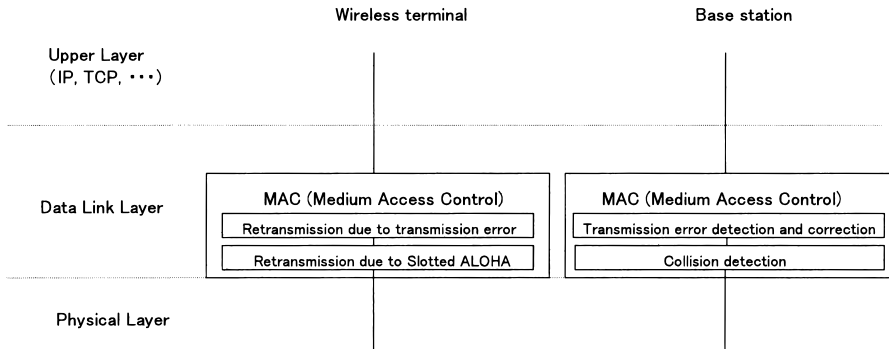 Wireless terminal
Base station
Upper Layer
(IP, TCP, ･･･)
Data Link Layer
MAC (Medium Access Control)
Retransmission due to transmission error
Retransmission due to Slotted ALOHA
MAC (Medium Access Control)
Transmission error detection and correction
Collision detection
Physical Layer